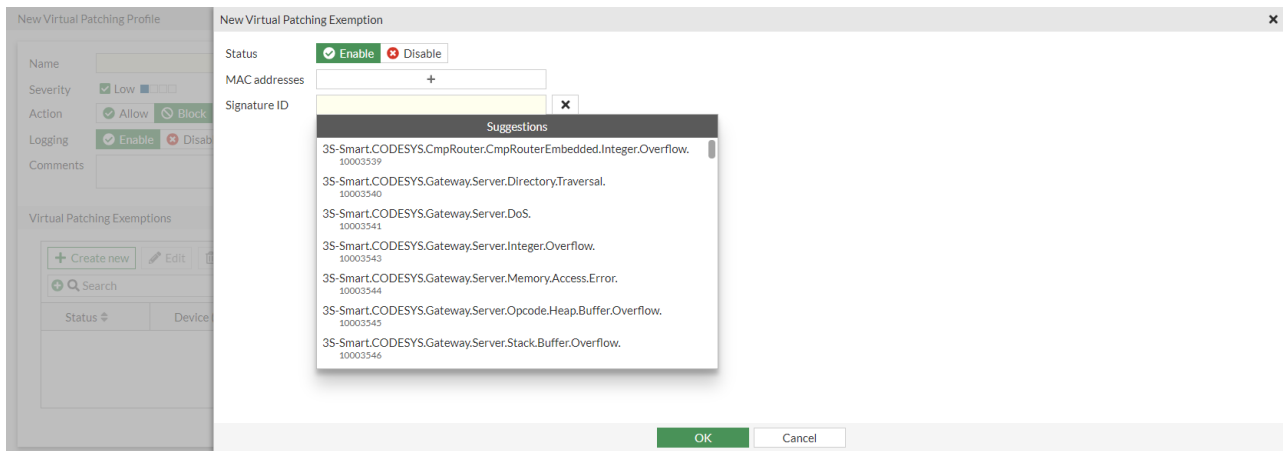 New Virtual Patching Profile
New Virtual Patching Exemption
Name
Severity
Low
Action
Allow
Block
Logging
Enable
Disab
Comments
Virtual Patching Exemptions
Create new
Edit
Search
Status
Device
Status
Enable
Disable
MAC addresses
+
Signature ID
Suggestions
3S-Smart.CODESYS.CmpRouter.CmpRouterEmbedded.Integer.Overflow.
10003539
3S-Smart.CODESYS.Gateway.Server.Directory.Traversal.
10003540
3S-Smart.CODESYS.Gateway.Server.DoS.
10003541
3S-Smart.CODESYS.Gateway.Server.Integer.Overflow.
10003543
3S-Smart.CODESYS.Gateway.Server.Memory.Access.Error.
10003544
3S-Smart.CODESYS.Gateway.Server.Opcode.Heap.Buffer.Overflow.
10003545
3S-Smart.CODESYS.Gateway.Server.Stack.Buffer.Overflow.
10003546
OK
Cancel